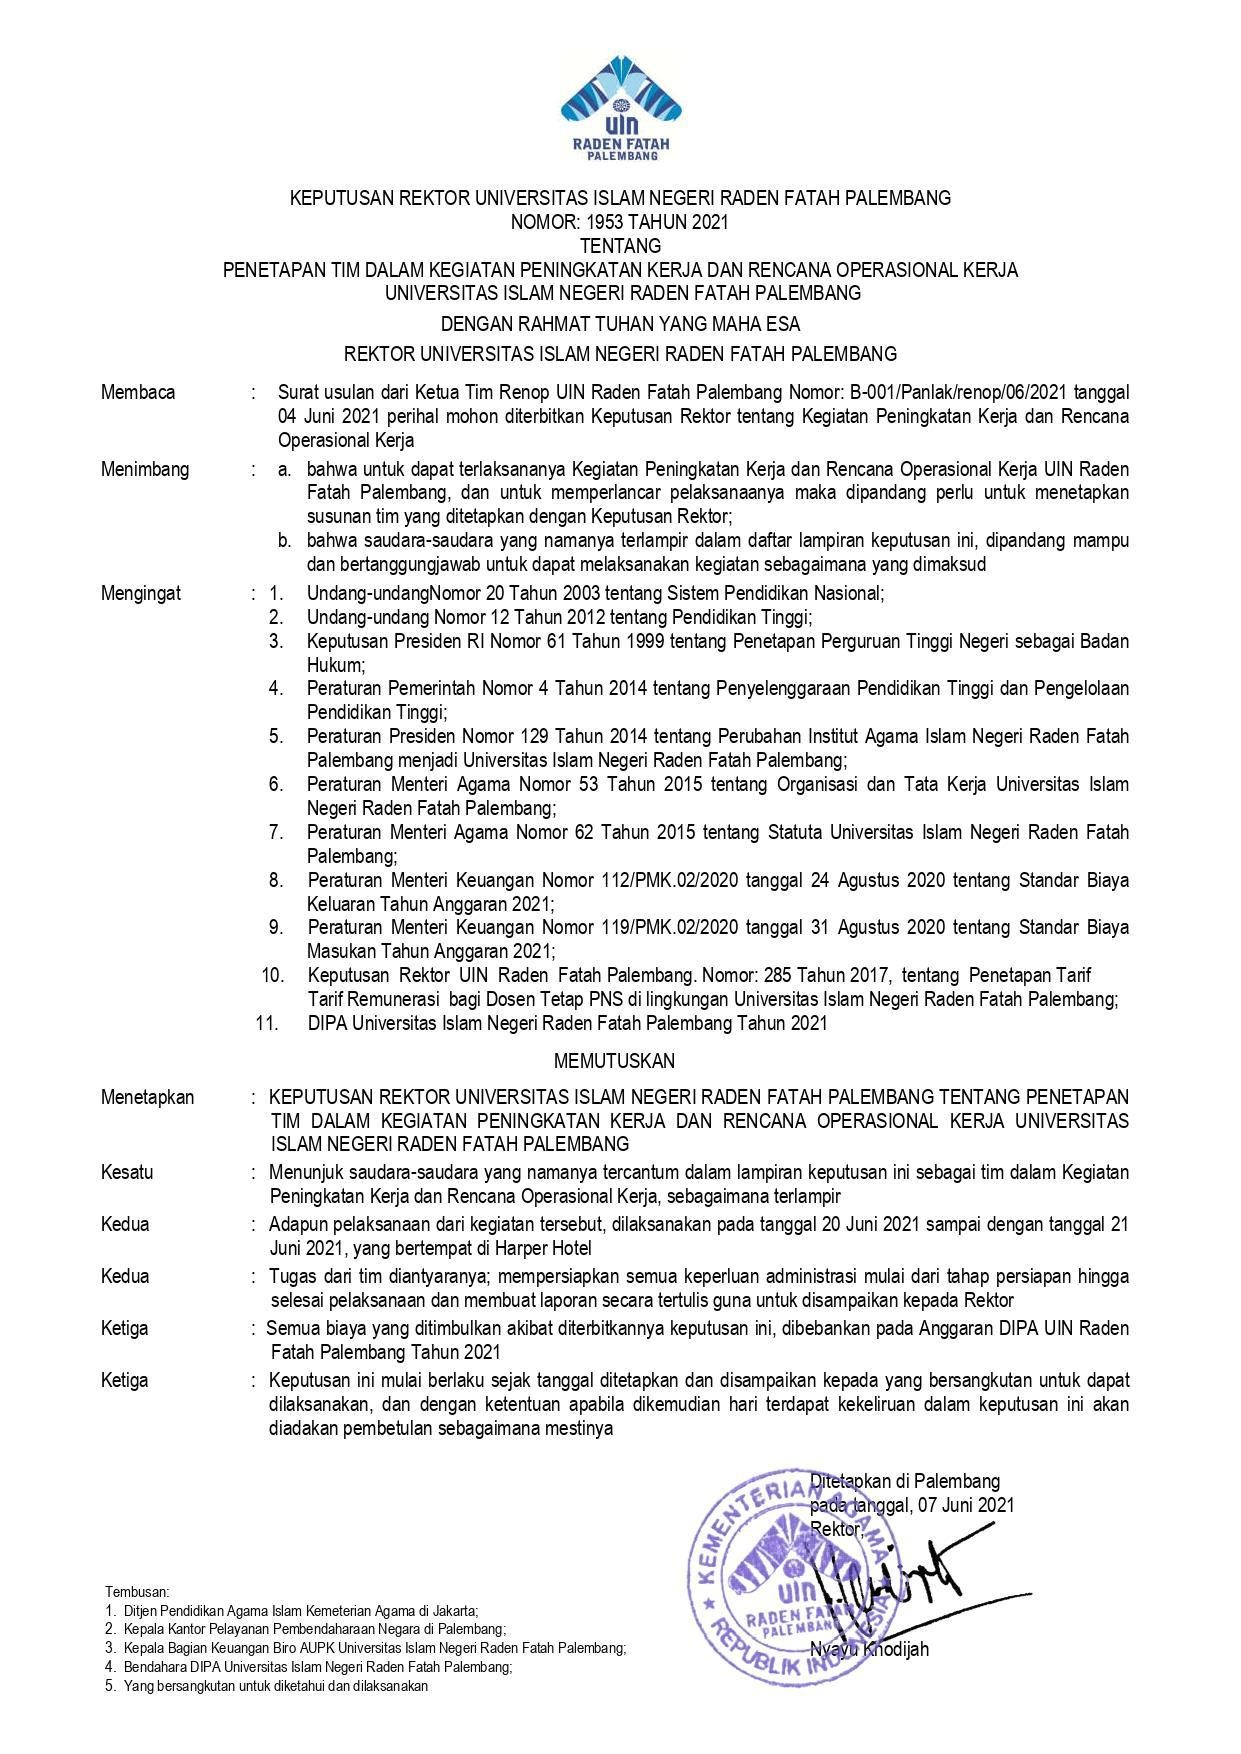 UIN
RADEN FATAH
PALEMBANG
KEPUTUSAN REKTOR UNIVERSITAS ISLAM NEGERI RADEN FATAH PALEMBANG
NOMOR: 1953 TAHUN 2021
TENTANG
PENETAPAN TIM DALAM KEGIATAN PENINGKATAN KERJA DAN RENCANA OPERASIONAL KERJA
UNIVERSITAS ISLAM NEGERI RADEN FATAH PALEMBANG
DENGAN RAHMAT TUHAN YANG MAHA ESA
REKTOR UNIVERSITAS ISLAM NEGERI RADEN FATAH PALEMBANG
Membaca : Surat usulan dari Ketua Tim Renop UIN Raden Fatah Palembang Nomor: B-001/Panlak/renop/06/2021 tanggal
04 Juni 2021 perihal mohon diterbitkan Keputusan Rektor tentang Kegiatan Peningkatan Kerja dan Rencana
Operasional Kerja
Menimbang : a. bahwa untuk dapat terlaksananya Kegiatan Peningkatan Kerja dan Rencana Operasional Kerja UIN Raden
Fatah Palembang, dan untuk memperlancar pelaksanaanya maka dipandang perlu untuk menetapkan
susunan tim yang ditetapkan dengan Keputusan Rektor;
b. bahwa saudara-saudara yang namanya terlampir dalam daftar lampiran keputusan ini, dipandang mampu
dan bertanggungjawab untuk dapat melaksanakan kegiatan sebagaimana yang dimaksud
Mengingat : 1. Undang-undangNomor 20 Tahun 2003 tentang Sistem Pendidikan Nasional;
2. Undang-undang Nomor 12 Tahun 2012 tentang Pendidikan Tinggi;
3. Keputusan Presiden RI Nomor 61 Tahun 1999 tentang Penetapan Perguruan Tinggi Negeri sebagai Badan
Hukum;
4. Peraturan Pemerintah Nomor 4 Tahun 2014 tentang Penyelenggaraan Pendidikan Tinggi dan Pengelolaan
Pendidikan Tinggi;
5. Peraturan Presiden Nomor 129 Tahun 2014 tentang Perubahan Institut Agama Islam Negeri Raden Fatah
Palembang menjadi Universitas Islam Negeri Raden Fatah Palembang;
6. Peraturan Menteri Agama Nomor 53 Tahun 2015 tentang Organisasi dan Tata Kerja Universitas Islam
Negeri Raden Fatah Palembang;
7. Peraturan Menteri Agama Nomor 62 Tahun 2015 tentang Statuta Universitas Islam Negeri Raden Fatah
Palembang;
8. Peraturan Menteri Keuangan Nomor 112/PMK.02/2020 tanggal 24 Agustus 2020 tentang Standar Biaya
Keluaran Tahun Anggaran 2021;
9. Peraturan Menteri Keuangan Nomor 119/PMK.02/2020 tanggal 31 Agustus 2020 tentang Standar Biaya
Masukan Tahun Anggaran 2021;
10. Keputusan Rektor UIN Raden Fatah Palembang. Nomor: 285 Tahun 2017, tentang Penetapan Tarif
Tarif Remunerasi bagi Dosen Tetap PNS di lingkungan Universitas Islam Negeri Raden Fatah Palembang;
11. DIPA Universitas Islam Negeri Raden Fatah Palembang Tahun 2021
MEMUTUSKAN
Menetapkan : KEPUTUSAN REKTOR UNIVERSITAS ISLAM NEGERI RADEN FATAH PALEMBANG TENTANG PENETAPAN
TIM DALAM KEGIATAN PENINGKATAN KERJA DAN RENCANA OPERASIONAL KERJA UNIVERSITAS
ISLAM NEGERI RADEN FATAH PALEMBANG
Kesatu : Menunjuk saudara-saudara yang namanya tercantum dalam lampiran keputusan ini sebagai tim dalam Kegiatan
Peningkatan Kerja dan Rencana Operasional Kerja, sebagaimana terlampir
Kedua : Adapun pelaksanaan dari kegiatan tersebut, dilaksanakan pada tanggal 20 Juni 2021 sampai dengan tanggal 21
Juni 2021, yang bertempat di Harper Hotel
Kedua : Tugas dari tim diantyaranya; mempersiapkan semua keperluan administrasi mulai dari tahap persiapan hingga
selesai pelaksanaan dan membuat laporan secara tertulis guna untuk disampaikan kepada Rektor
Ketiga : Semua biaya yang ditimbulkan akibat diterbitkannya keputusan ini, dibebankan pada Anggaran DIPA UIN Raden
Fatah Palembang Tahun 2021
Ketiga : Keputusan ini mulai berlaku sejak tanggal ditetapkan dan disampaikan kepada yang bersangkutan untuk dapat
dilaksanakan, dan dengan ketentuan apabila dikemudian hari terdapat kekeliruan dalam keputusan ini akan
diadakan pembetulan sebagaimana mestinya
Ditetapkan di Palembang
pada tanggal, 07 Juni 2021
Rektor,
KEMENTERIAN AGAMA
UIN
RADEN FATAH
PALEMBANG
REPUBLIK INDONESIA
Nyayu Khodijah
Tembusan:
1. Ditjen Pendidikan Agama Islam Kemeterian Agama di Jakarta;
2. Kepala Kantor Pelayanan Pembendaharaan Negara di Palembang;
3. Kepala Bagian Keuangan Biro AUPK Universitas Islam Negeri Raden Fatah Palembang;
4. Bendahara DIPA Universitas Islam Negeri Raden Fatah Palembang;
5. Yang bersangkutan untuk diketahui dan dilaksanakan